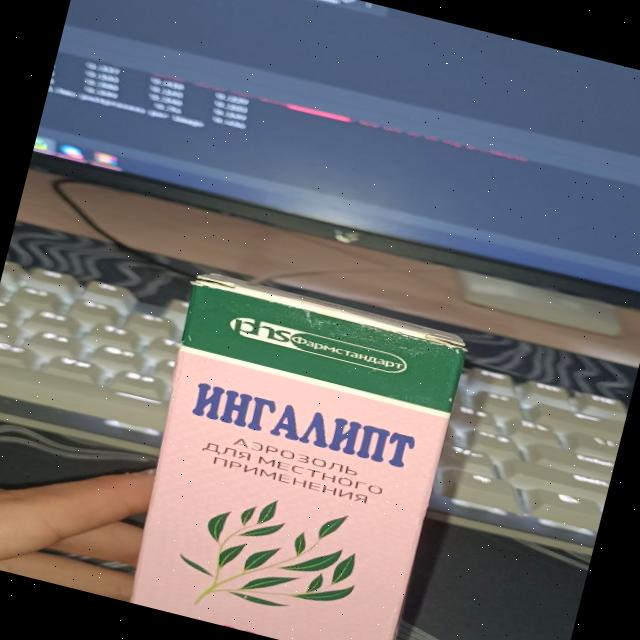 phs Фармстандарт
ИНГАЛИПТ
АЭРОЗОЛЬ
ДЛЯ МЕСТНОГО
ПРИМЕНЕНИЯ